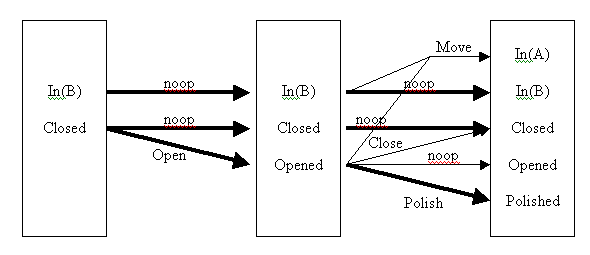 Move
In(A)
In(B)
noop
In(B)
noop
In(B)
Closed
noop
Closed
noop
Closed
Open
Close
Opened
noop
Opened
Polish
Polished